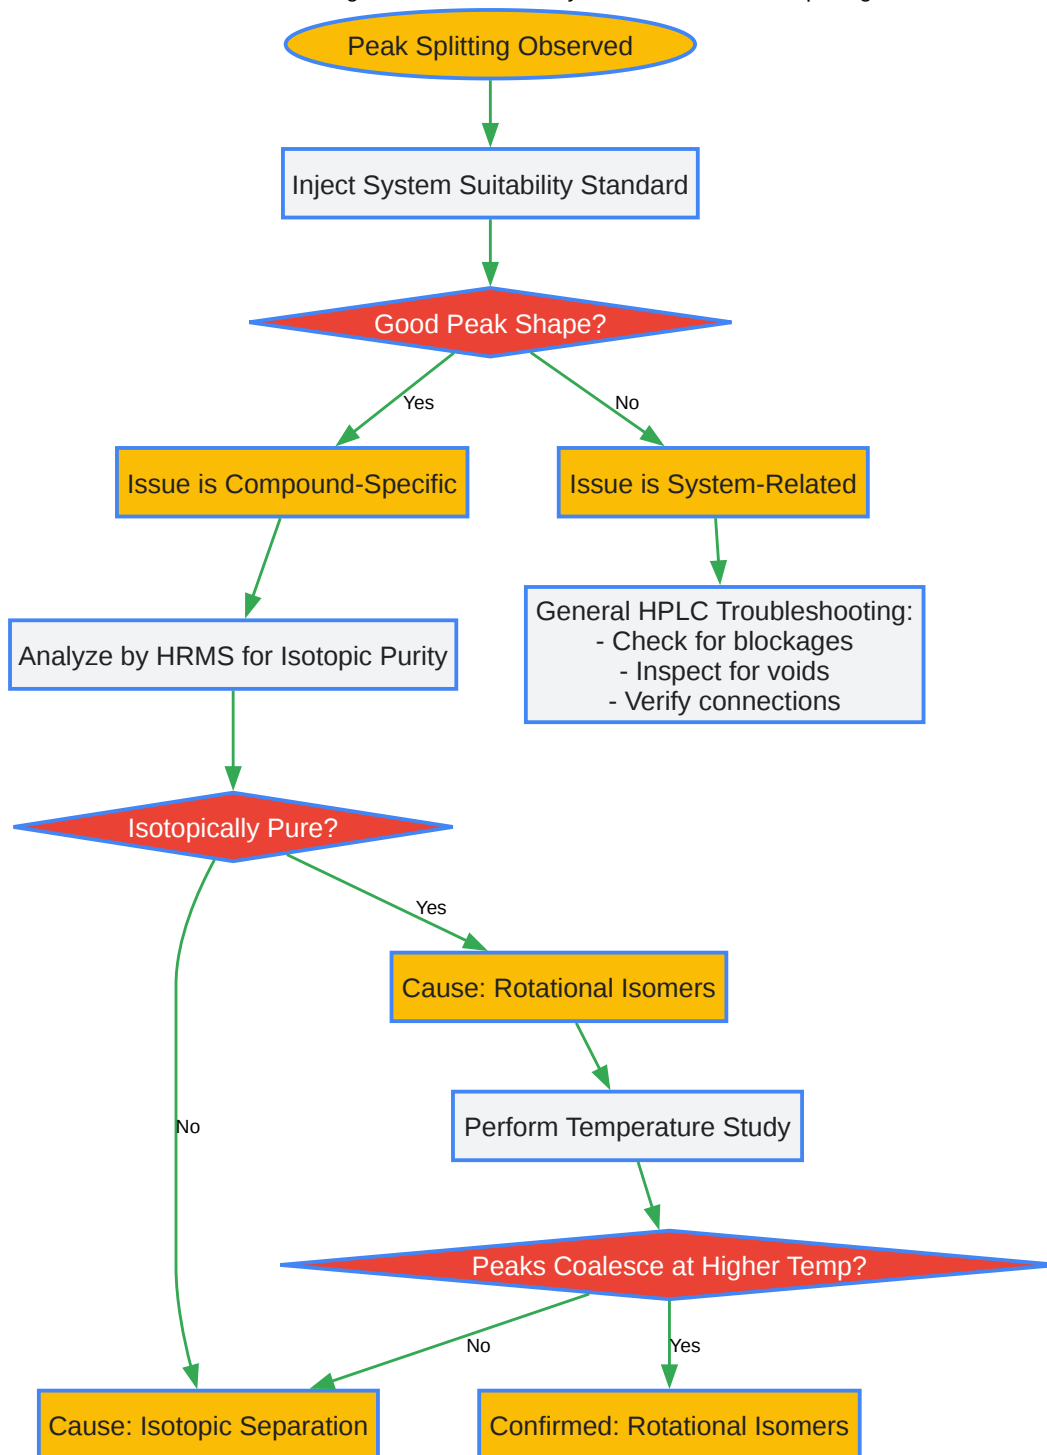 Peak Splitting Observed
Inject System Suitability Standard
Good Peak Shape?
Yes
No
Issue is Compound-Specific
Issue is System-Related
General HPLC Troubleshooting:
- Check for blockages
- Inspect for voids
- Verify connections
Analyze by HRMS for Isotopic Purity
Isotopically Pure?
Yes
Cause: Rotational Isomers
Perform Temperature Study
No
Peaks Coalesce at Higher Temp?
No
Yes
Cause: Isotopic Separation
Confirmed: Rotational Isomers